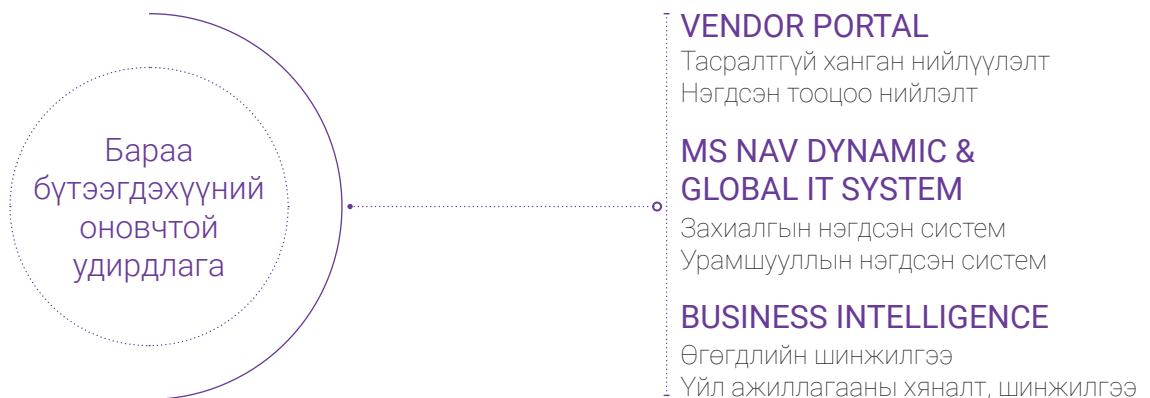 Бараа
бүтээгдэхүүний
оновчтой
удирдлага
VENDOR PORTAL
Тасралтгүй ханган нийлүүлэлт
Нэгдсэн тооцоо нийлэлт
MS NAV DYNAMIC &
GLOBAL IT SYSTEM
Захиалгын нэгдсэн систем
Урамшууллын нэгдсэн систем
BUSINESS INTELLIGENCE
Өгөгдлийн шинжилгээ
Үйл ажиллагааны хяналт, шинжилгээ